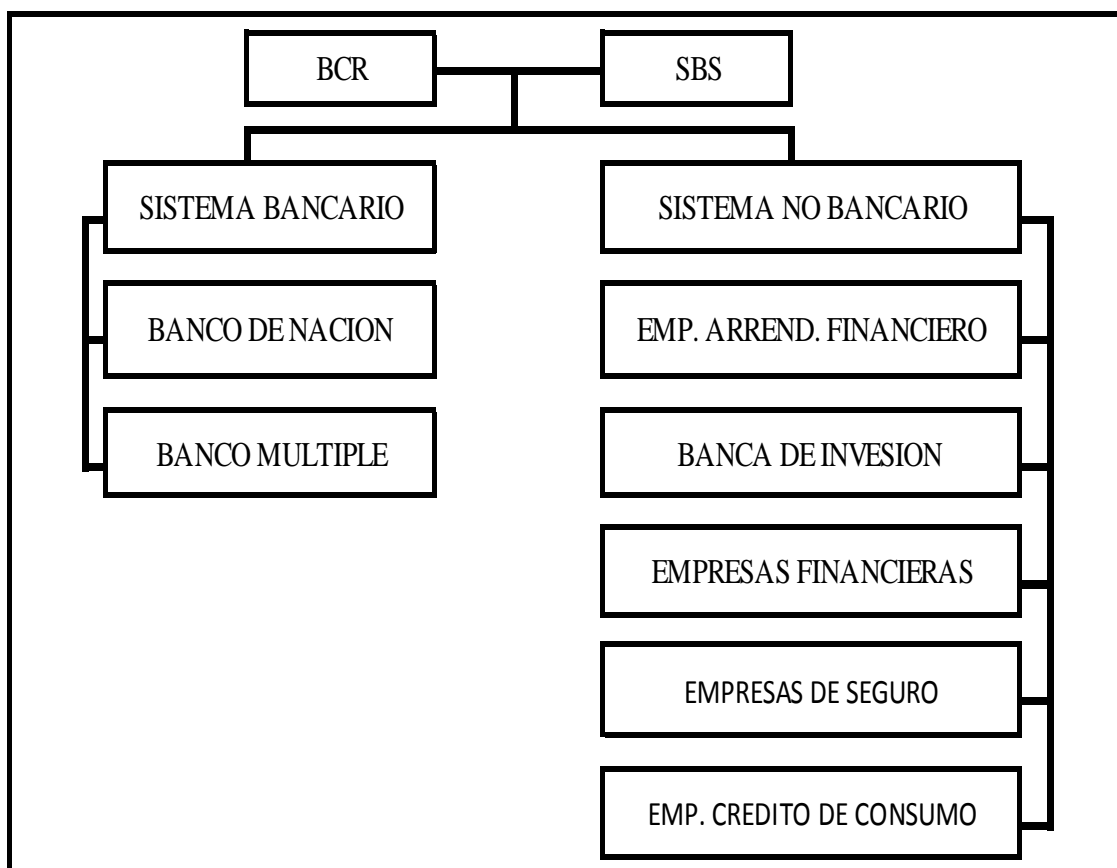 BCR
SBS
SISTEMA BANCARIO
SISTEMA NO BANCARIO
BANCO DE NACION
EMP. ARREND. FINANCIERO
BANCO MULTIPLE
BANCA DE INVESION
EMPRESAS FINANCIERAS
EMPRESAS DE SEGURO
EMP. CREDITO DE CONSUMO